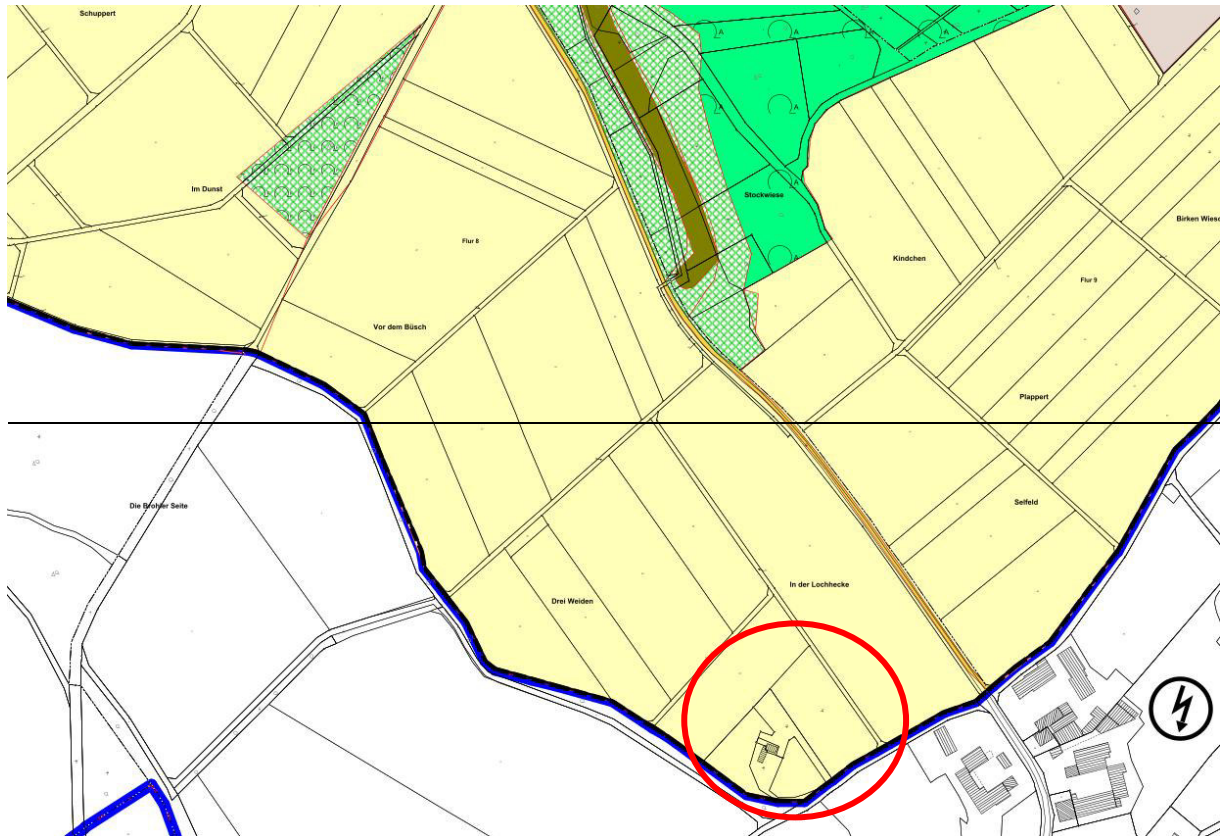 Schuppert
A
A
A
A
A
Im Dunst
A
Stockwiese
Birken Wiese
Flur 8
Kindchen
A
Flur 9
Vor dem Büsch
Plappert
Die Brohler Seite
Selfeld
In der Lochhecke
Drei Weiden